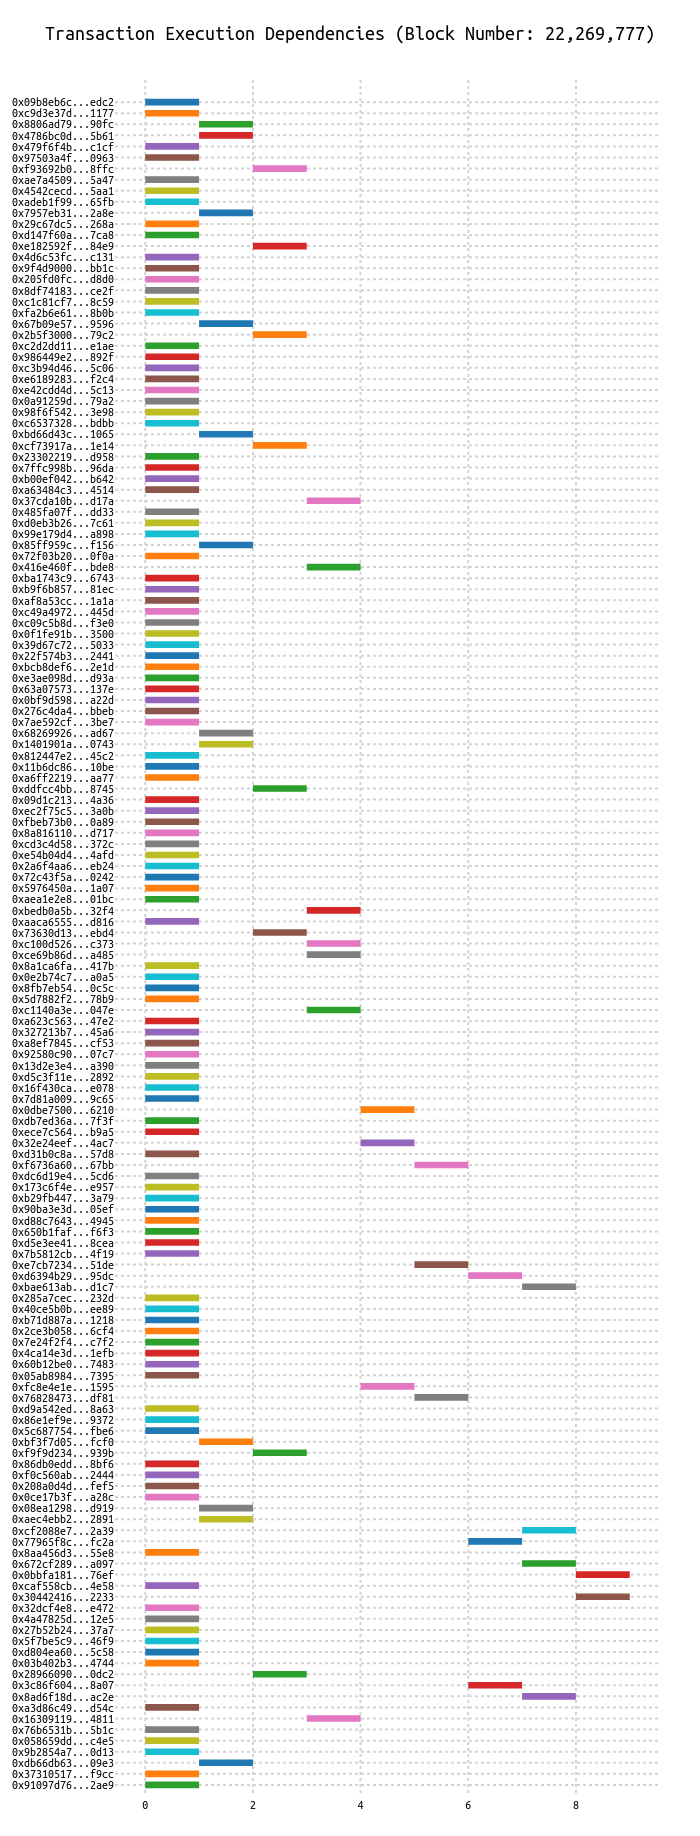 Transaction Execution Dependencies (Block Number: 22,269,777)
0x09b8eb6c...edc2
0xc9d3e37d...1177
0x8806ad79...90fc
0x4786bc0d...5b61
0x479f6f4b...c1cf
0x97503a4f...0963
0xf93692b0...8ffc
0xae7a4509...5a47
0x4542cecd...5aa1
0xadeb1f99...65fb
0x7957eb31...2a8e
0x29c67dc5...268a
0xd147f60a...7ca8
0xe182592f...84e9
0x4d6c53fc...c131
0x9f4d9000...bb1c
0x205fd0fc...d8d0
0x8df74183...ce2f
0xc1c81cf7...8c59
0xfa2b6e61...8b0b
0x67b09e57...9596
0x2b5f3000...79c2
0xc2d2dd11...e1ae
0x986449e2...892f
0xc3b94d46...5c06
0xe6189283...f2c4
0xe42cdd4d...5c13
0x0a91259d...79a2
0x98f6f542...3e98
0xc6537328...bdbb
0xbd66d43c...1065
0xcf73917a...1e14
0x23302219...d958
0x7ffc998b...96da
0xb00ef042...b642
0xa63484c3...4514
0x37cda10b...d17a
0x485fa07f...dd33
0xd0eb3b26...7c61
0x99e179d4...a898
0x85ff959c...f156
0x72f03b20...0f0a
0x416e460f...bde8
0xba1743c9...6743
0xb9f6b857...81ec
0xaf8a53cc...1a1a
0xc49a4972...445d
0xc09c5b8d...f3e0
0x0f1fe91b...3500
0x39d67c72...5033
0x22f574b3...2441
0xbcb8def6...2e1d
0xe3ae098d...d93a
0x63a07573...137e
0x0bf9d598...a22d
0x276c4da4...bbeb
0x7ae592cf...3be7
0x68269926...ad67
0x1401901a...0743
0x812447e2...45c2
0x11b6dc86...10be
0xa6ff2219...aa77
0xddfcc4bb...8745
0x09d1c213...4a36
0xec2f75c5...3a0b
0xfbeb73b0...0a89
0x8a816110...d717
0xcd3c4d58...372c
0xe54b04d4...4afd
0x2a6f4aa6...eb24
0x72c43f5a...0242
0x5976450a...1a07
0xaea1e2e8...01bc
0xbedb0a5b...32f4
0xaaca6555...d816
0x73630d13...ebd4
0xc100d526...c373
0xce69b86d...a485
0x8a1ca6fa...417b
0x0e2b74c7...a0a5
0x8fb7eb54...0c5c
0x5d7882f2...78b9
0xc1140a3e...047e
0xa623c563...47e2
0x327213b7...45a6
0xa8ef7845...cf53
0x92580c90...07c7
0x13d2e3e4...a390
0xd5c3f11e...2892
0x16f430ca...e078
0x7d81a009...9c65
0x0dbe7500...6210
0xdb7ed36a...7f3f
0xece7c564...b9a5
0x32e24eef...4ac7
0xd31b0c8a...57d8
0xf6736a60...67bb
0xdc6d19e4...5cd6
0x173c6f4e...e957
0xb29fb447...3a79
0x90ba3e3d...05ef
0xd88c7643...4945
0x650b1faf...f6f3
0xd5e3ee41...8cea
0x7b5812cb...4f19
0xe7cb7234...51de
0xd6394b29...95dc
0xbae613ab...d1c7
0x285a7cec...232d
0x40ce5b0b...ee89
0xb71d887a...1218
0x2ce3b058...6cf4
0x7e24f2f4...c7f2
0x4ca14e3d...1efb
0x60b12be0...7483
0x05ab8984...7395
0xfc8e4e1e...1595
0x76828473...df81
0xd9a542ed...8a63
0x86e1ef9e...9372
0x5c687754...fbe6
0xbf3f7d05...fcf0
0xf9f9d234...939b
0x86db0edd...8bf6
0xf0c560ab...2444
0x208a0d4d...fef5
0x0ce17b3f...a28c
0x08ea1298...d919
0xaec4ebb2...2891
0xcf2088e7...2a39
0x77965f8c...fc2a
0x8aa456d3...55e8
0x672cf289...a097
0x0bbfa181...76ef
0xcaf558cb...4e58
0x30442416...2233
0x32dcf4e8...e472
0x4a47825d...12e5
0x27b52b24...37a7
0x5f7be5c9...46f9
0xd804ea60...5c58
0x03b402b3...4744
0x28966090...0dc2
0x3c86f604...8a07
0x8ad6f18d...ac2e
0xa3d86c49...d54c
0x16309119...4811
0x76b6531b...5b1c
0x058659dd...c4e5
0x9b2854a7...0d13
0xdb66db63...09e3
0x37310517...f9cc
0x91097d76...2ae9
0 2 4 6 8